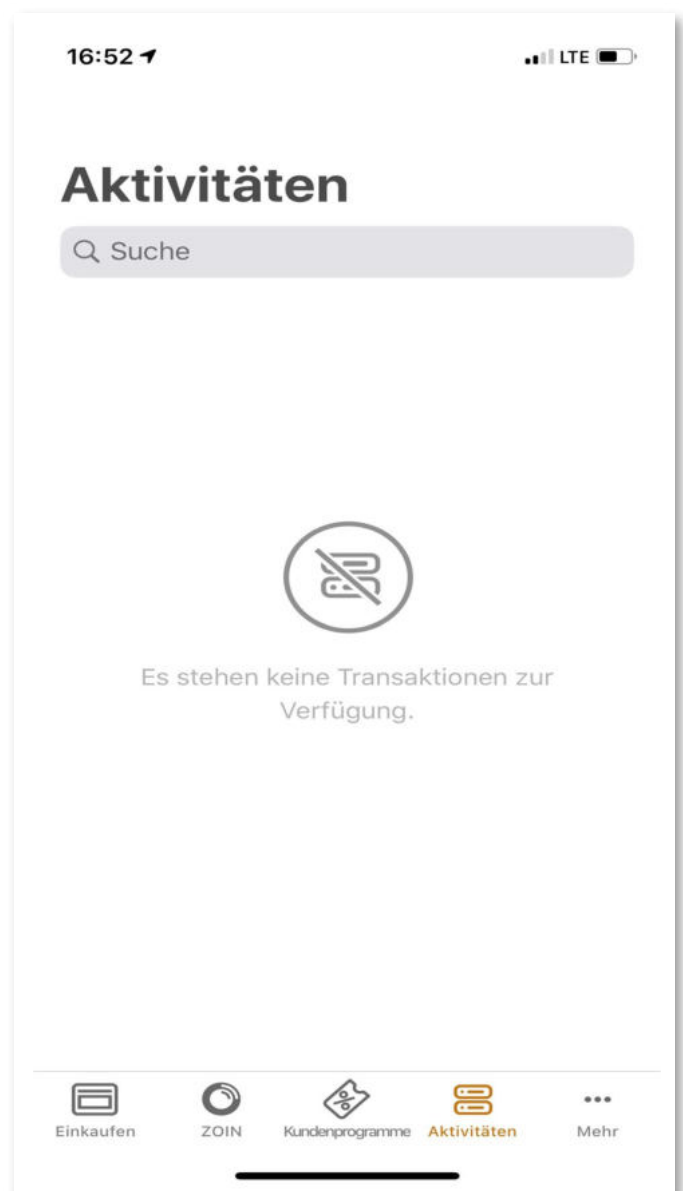 16:52
LTE
Aktivitäten
Suche
Es stehen keine Transaktionen zur
Verfügung.
Einkaufen ZOIN Kundenprogramme Aktivitäten Mehr